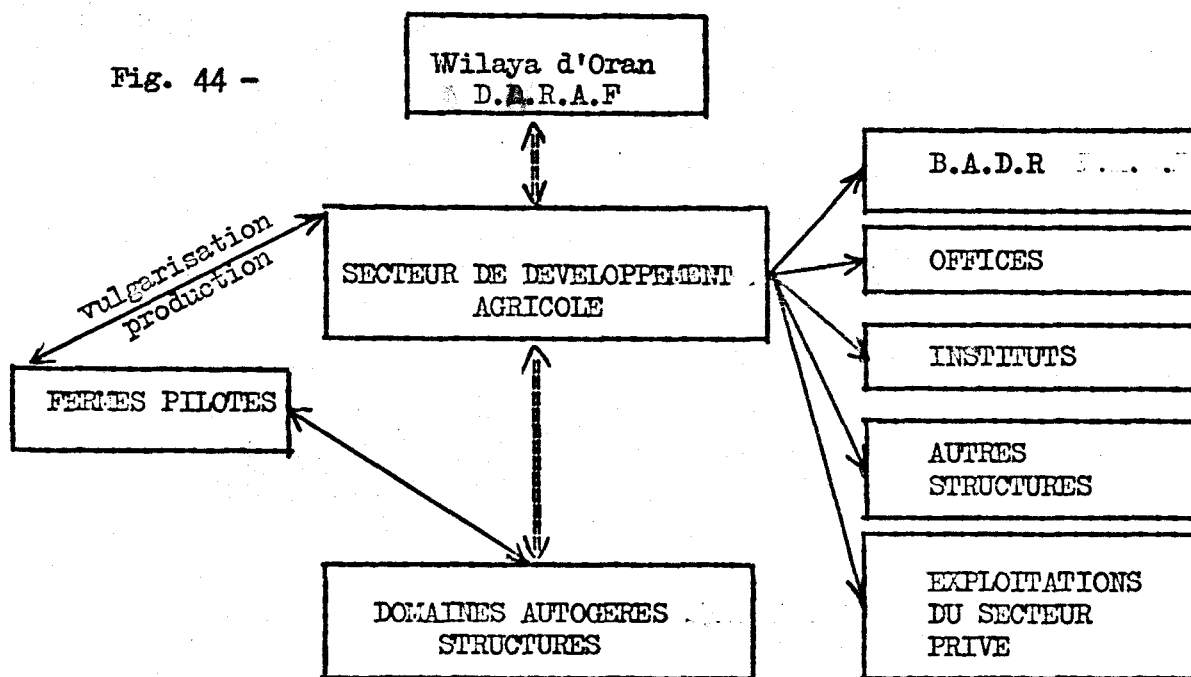 Fig. 44 -
Wilaya d'Oran
D.D.R.A.F
B.A.D.R
OFFICES
SECTEUR DE DEVELOPPEMENT
AGRICOLE
vulgarisation
production
INSTITUTS
FERMES PILOTES
AUTRES
STRUCTURES
DOMAINES AUTOGERES
STRUCTURES
EXPLOITATIONS
DU SECTEUR
PRIVE